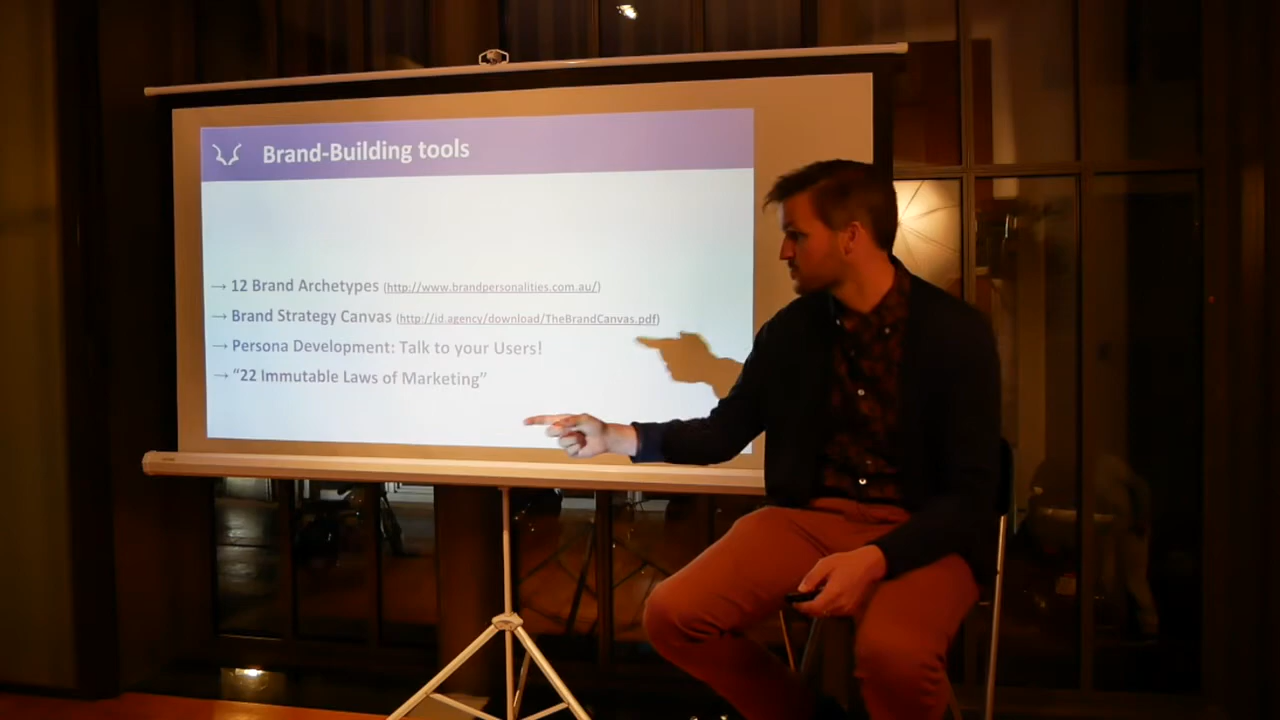 Brand-Building tools
→ 12 Brand Archetypes (http://www.brandpersonalities.com.au/)
→ Brand Strategy Canvas (http://id.agency/download/TheBrandCanvas.pdf)
→ Persona Development: Talk to your Users!
→ "22 Immutable Laws of Marketing"